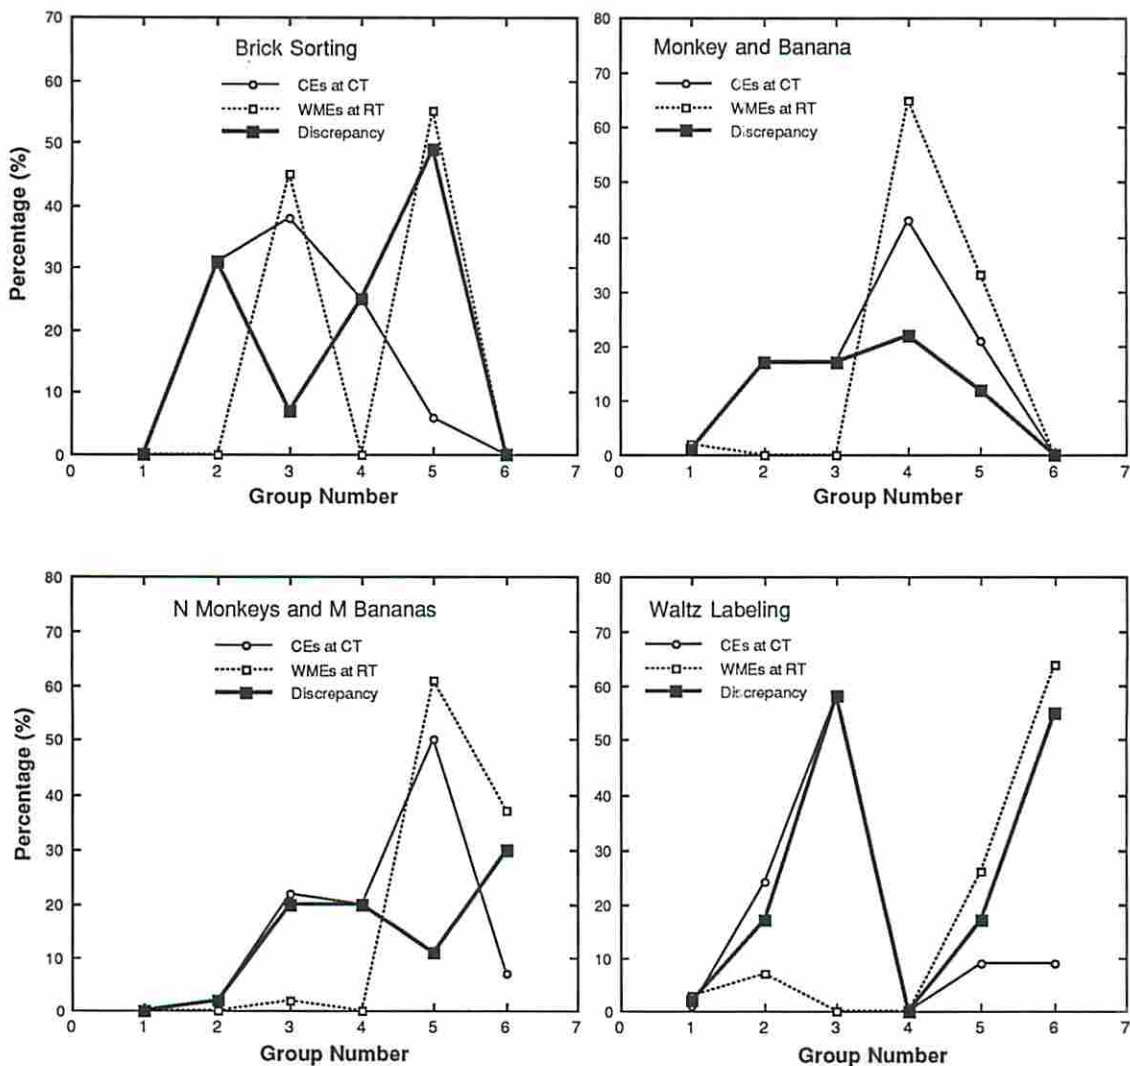 Brick Sorting
CEs at CT
WMEs at RT
Discrepancy
Percentage (%)
70
60
50
40
30
20
10
0
0 1 2 3 4 5 6 7
Group Number
Monkey and Banana
CEs at CT
WMEs at RT
Discrepancy
80
70
60
50
40
30
20
10
0
0 1 2 3 4 5 6 7
Group Number
N Monkeys and M Bananas
CEs at CT
WMEs at RT
Discrepancy
Percentage (%)
80
70
60
50
40
30
20
10
0
0 1 2 3 4 5 6 7
Group Number
Waltz Labeling
CEs at CT
WMEs at RT
Discrepancy
80
70
60
50
40
30
20
10
0
0 1 2 3 4 5 6 7
Group Number